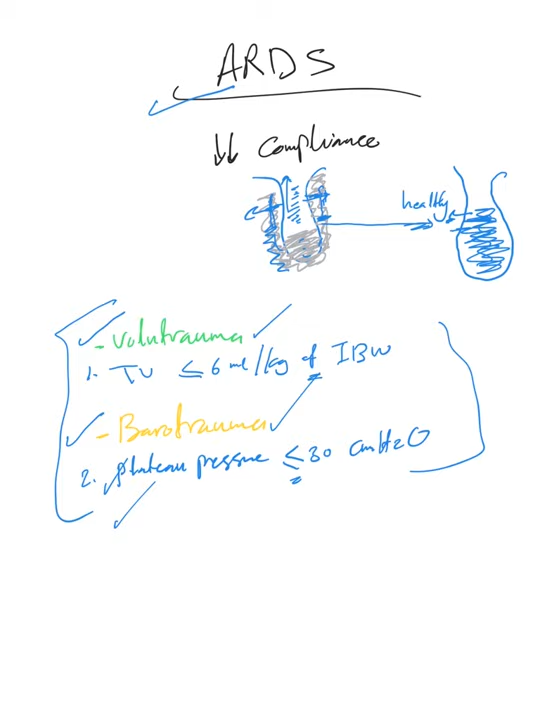 ARDS
↓↓ Compliance
healthy
- Volutrauma
1. TV ≤ 6 ml/kg of IBW
- Barotrauma
2. plateau pressure ≤ 30 cmH2O